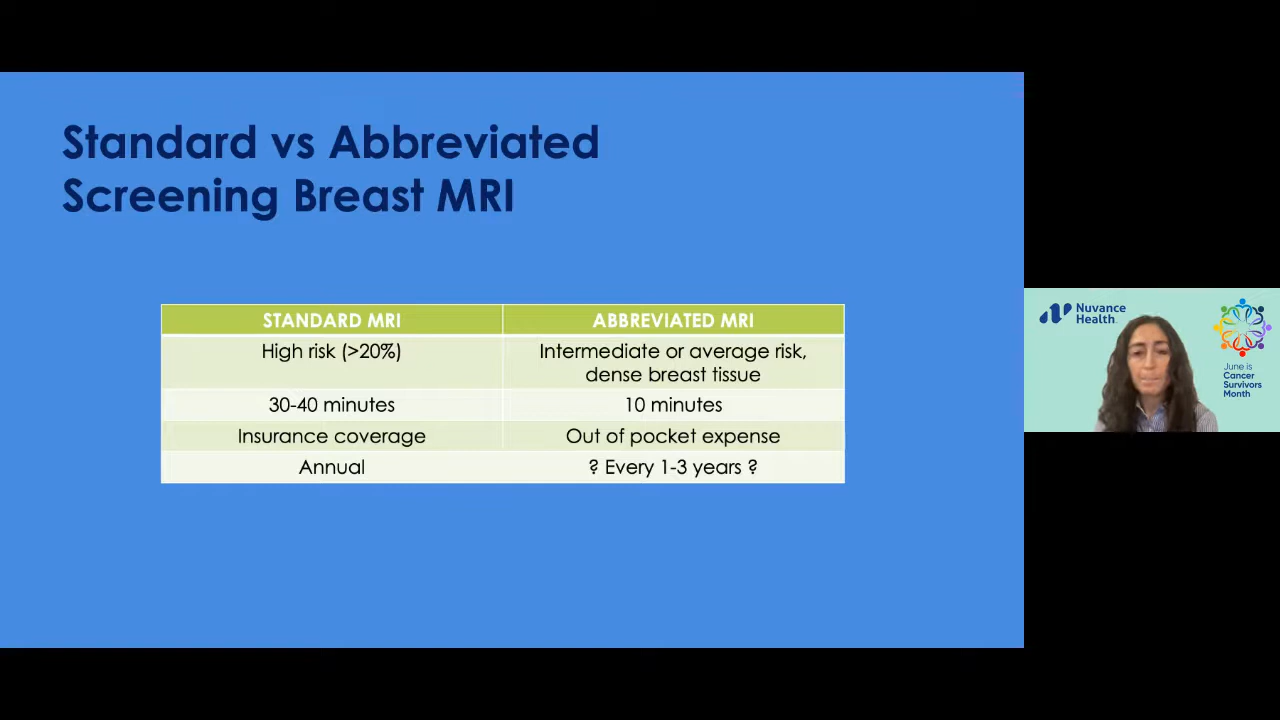 Standard vs Abbreviated
Screening Breast MRI
STANDARD MRI
ABBREVIATED MRI
High risk (>20%)
Intermediate or average risk,
dense breast tissue
30-40 minutes
10 minutes
Insurance coverage
Out of pocket expense
Annual
? Every 1-3 years ?
Nuvance
Health
June is
Cancer
Survivors
Month